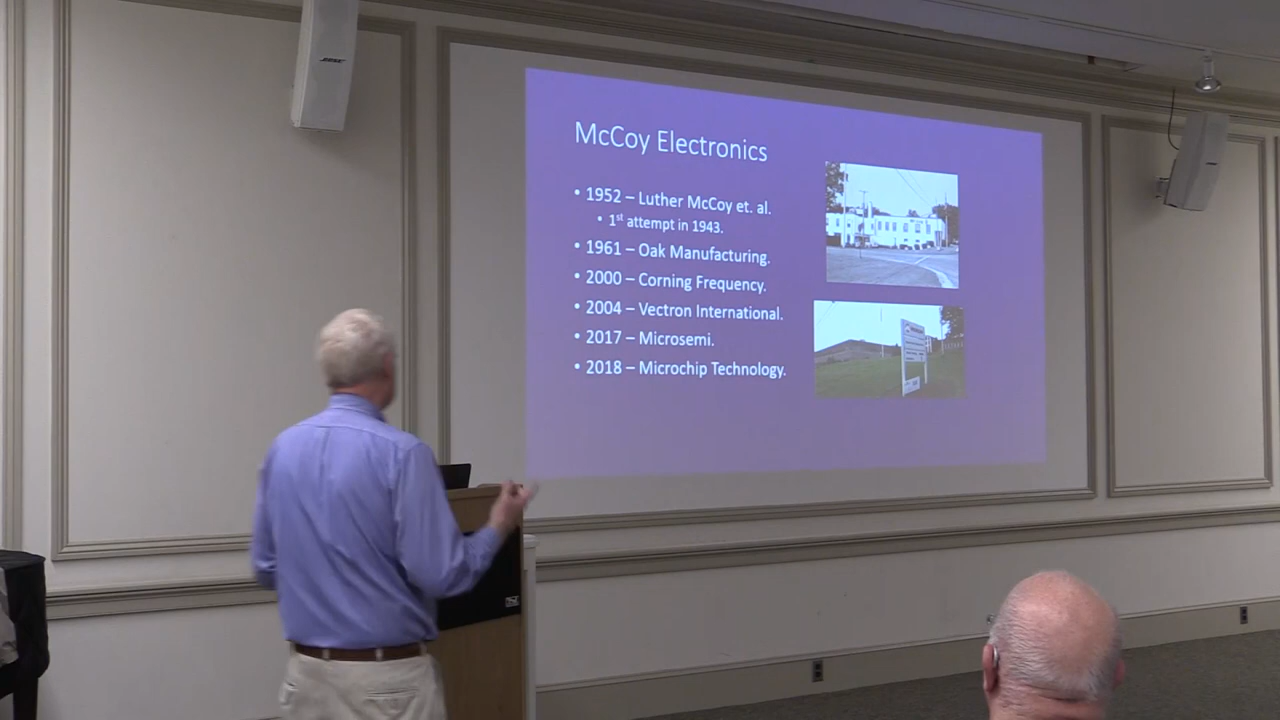 BOSE
McCoy Electronics
• 1952 – Luther McCoy et. al.
• 1st attempt in 1943.
• 1961 – Oak Manufacturing.
• 2000 – Corning Frequency.
• 2004 – Vectron International.
• 2017 – Microsemi.
• 2018 – Microchip Technology.